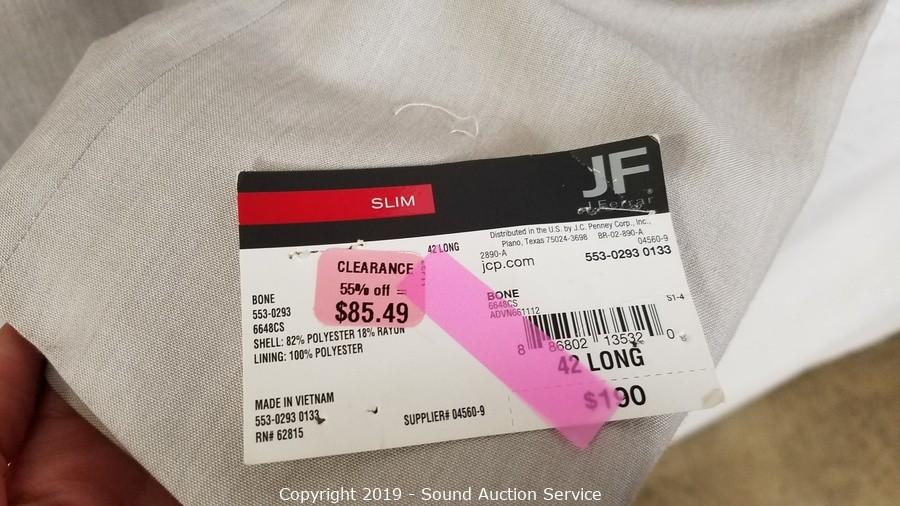 SLIM
JF
J.Ferrar®
Distributed in the U.S. by J.C. Penney Corp., Inc.,
Plano, Texas 75024-3698 BR-02-890-A
42 LONG
2890-A 04560-9
jcp.com 553-0293 0133
CLEARANCE
55% off =
$85.49
BONE
553-0293
6648CS
SHELL: 82% POLYESTER 18% RAYON
LINING: 100% POLYESTER
BONE
6648CS
ADVN661112
S1-4
8 86802 13532 0
42 LONG
$190
MADE IN VIETNAM
553-0293 0133
RN# 62815
SUPPLIER# 04560-9
Copyright 2019 - Sound Auction Service